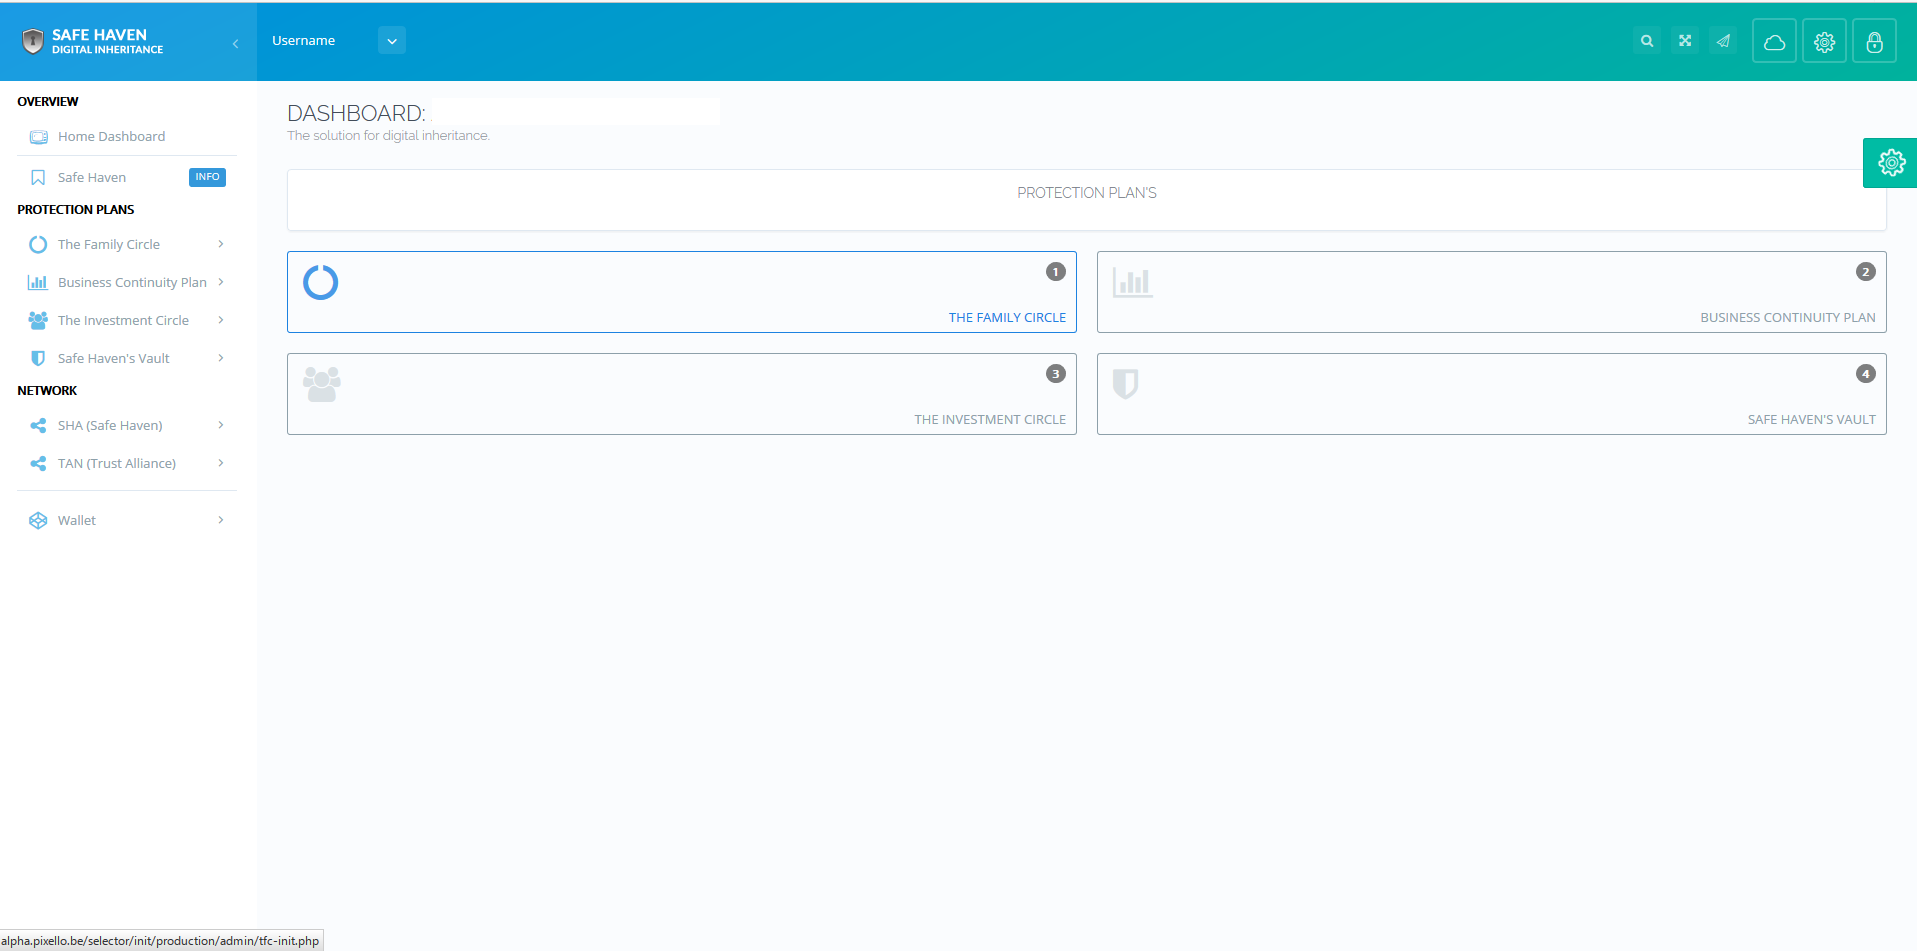 SAFE HAVEN
DIGITAL INHERITANCE
Username
OVERVIEW
Home Dashboard
Safe Haven
INFO
PROTECTION PLANS
The Family Circle
Business Continuity Plan
The Investment Circle
Safe Haven's Vault
NETWORK
SHA (Safe Haven)
TAN (Trust Alliance)
Wallet
DASHBOARD:
The solution for digital inheritance.
PROTECTION PLAN'S
1
THE FAMILY CIRCLE
2
BUSINESS CONTINUITY PLAN
3
THE INVESTMENT CIRCLE
4
SAFE HAVEN'S VAULT
alpha.pixello.be/selector/init/production/admin/tfc-init.php